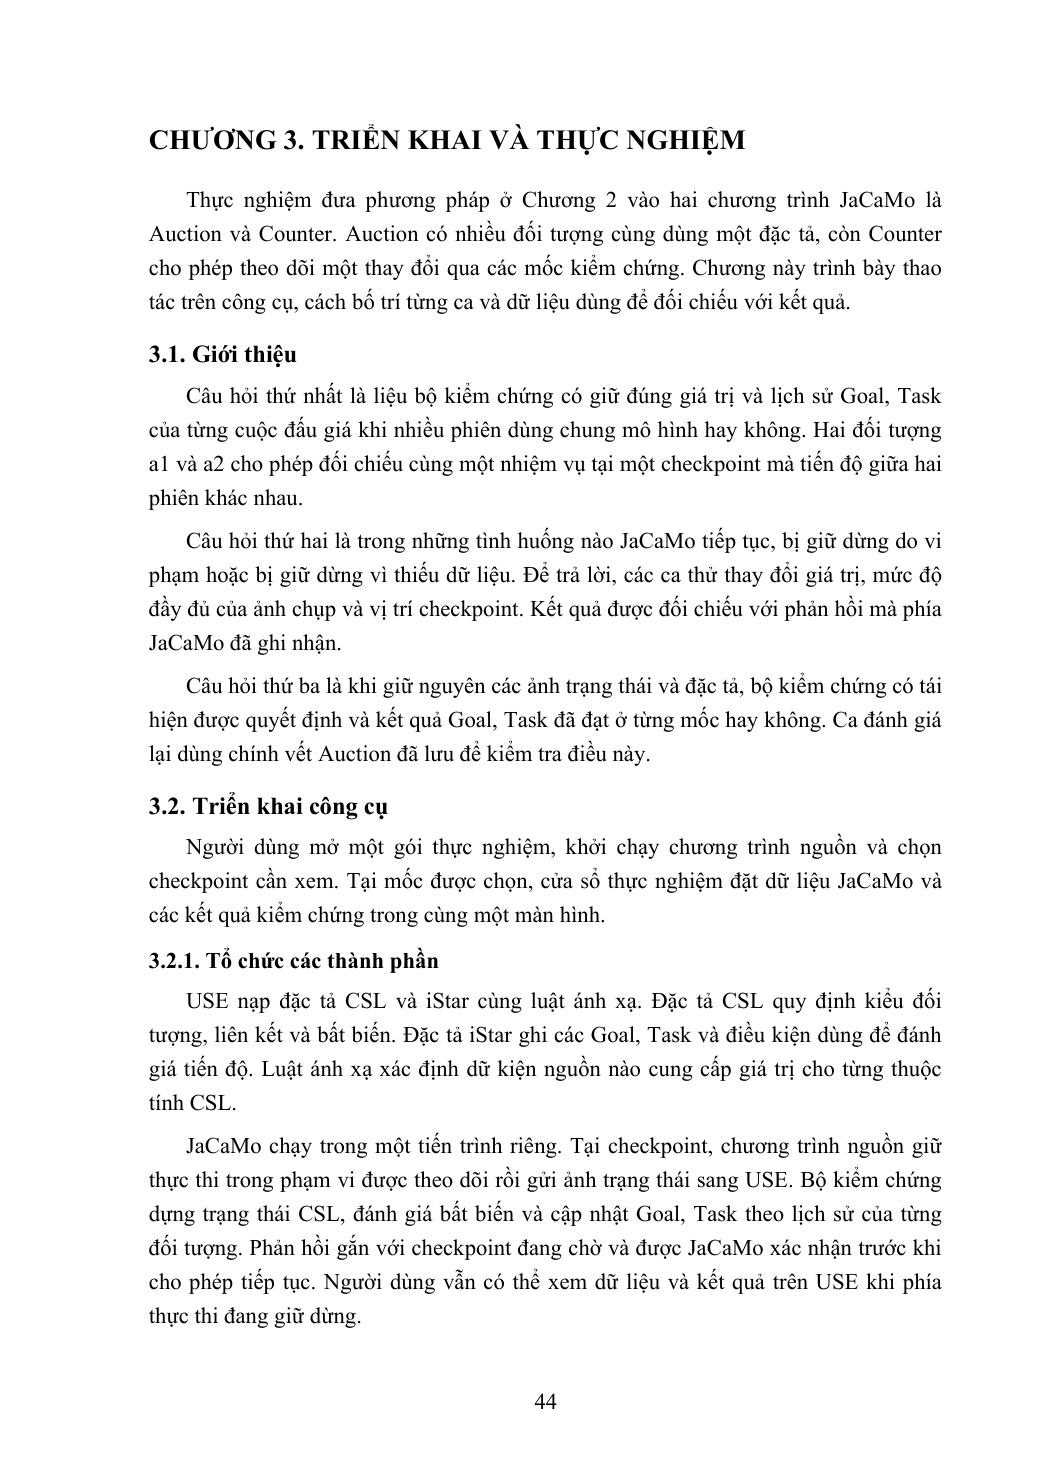 CHƯƠNG 3. TRIỂN KHAI VÀ THỰC NGHIỆM
Thực nghiệm đưa phương pháp ở Chương 2 vào hai chương trình JaCaMo là
Auction và Counter. Auction có nhiều đối tượng cùng dùng một đặc tả, còn Counter
cho phép theo dõi một thay đổi qua các mốc kiểm chứng. Chương này trình bày thao
tác trên công cụ, cách bố trí từng ca và dữ liệu dùng để đối chiếu với kết quả.
3.1. Giới thiệu
Câu hỏi thứ nhất là liệu bộ kiểm chứng có giữ đúng giá trị và lịch sử Goal, Task
của từng cuộc đấu giá khi nhiều phiên dùng chung mô hình hay không. Hai đối tượng
a1 và a2 cho phép đối chiếu cùng một nhiệm vụ tại một checkpoint mà tiến độ giữa hai
phiên khác nhau.
Câu hỏi thứ hai là trong những tình huống nào JaCaMo tiếp tục, bị giữ dừng do vi
phạm hoặc bị giữ dừng vì thiếu dữ liệu. Để trả lời, các ca thử thay đổi giá trị, mức độ
đầy đủ của ảnh chụp và vị trí checkpoint. Kết quả được đối chiếu với phản hồi mà phía
JaCaMo đã ghi nhận.
Câu hỏi thứ ba là khi giữ nguyên các ảnh trạng thái và đặc tả, bộ kiểm chứng có tái
hiện được quyết định và kết quả Goal, Task đã đạt ở từng mốc hay không. Ca đánh giá
lại dùng chính vết Auction đã lưu để kiểm tra điều này.
3.2. Triển khai công cụ
Người dùng mở một gói thực nghiệm, khởi chạy chương trình nguồn và chọn
checkpoint cần xem. Tại mốc được chọn, cửa sổ thực nghiệm đặt dữ liệu JaCaMo và
các kết quả kiểm chứng trong cùng một màn hình.
3.2.1. Tổ chức các thành phần
USE nạp đặc tả CSL và iStar cùng luật ánh xạ. Đặc tả CSL quy định kiểu đối
tượng, liên kết và bất biến. Đặc tả iStar ghi các Goal, Task và điều kiện dùng để đánh
giá tiến độ. Luật ánh xạ xác định dữ kiện nguồn nào cung cấp giá trị cho từng thuộc
tính CSL.
JaCaMo chạy trong một tiến trình riêng. Tại checkpoint, chương trình nguồn giữ
thực thi trong phạm vi được theo dõi rồi gửi ảnh trạng thái sang USE. Bộ kiểm chứng
dựng trạng thái CSL, đánh giá bất biến và cập nhật Goal, Task theo lịch sử của từng
đối tượng. Phản hồi gắn với checkpoint đang chờ và được JaCaMo xác nhận trước khi
cho phép tiếp tục. Người dùng vẫn có thể xem dữ liệu và kết quả trên USE khi phía
thực thi đang giữ dừng.
44